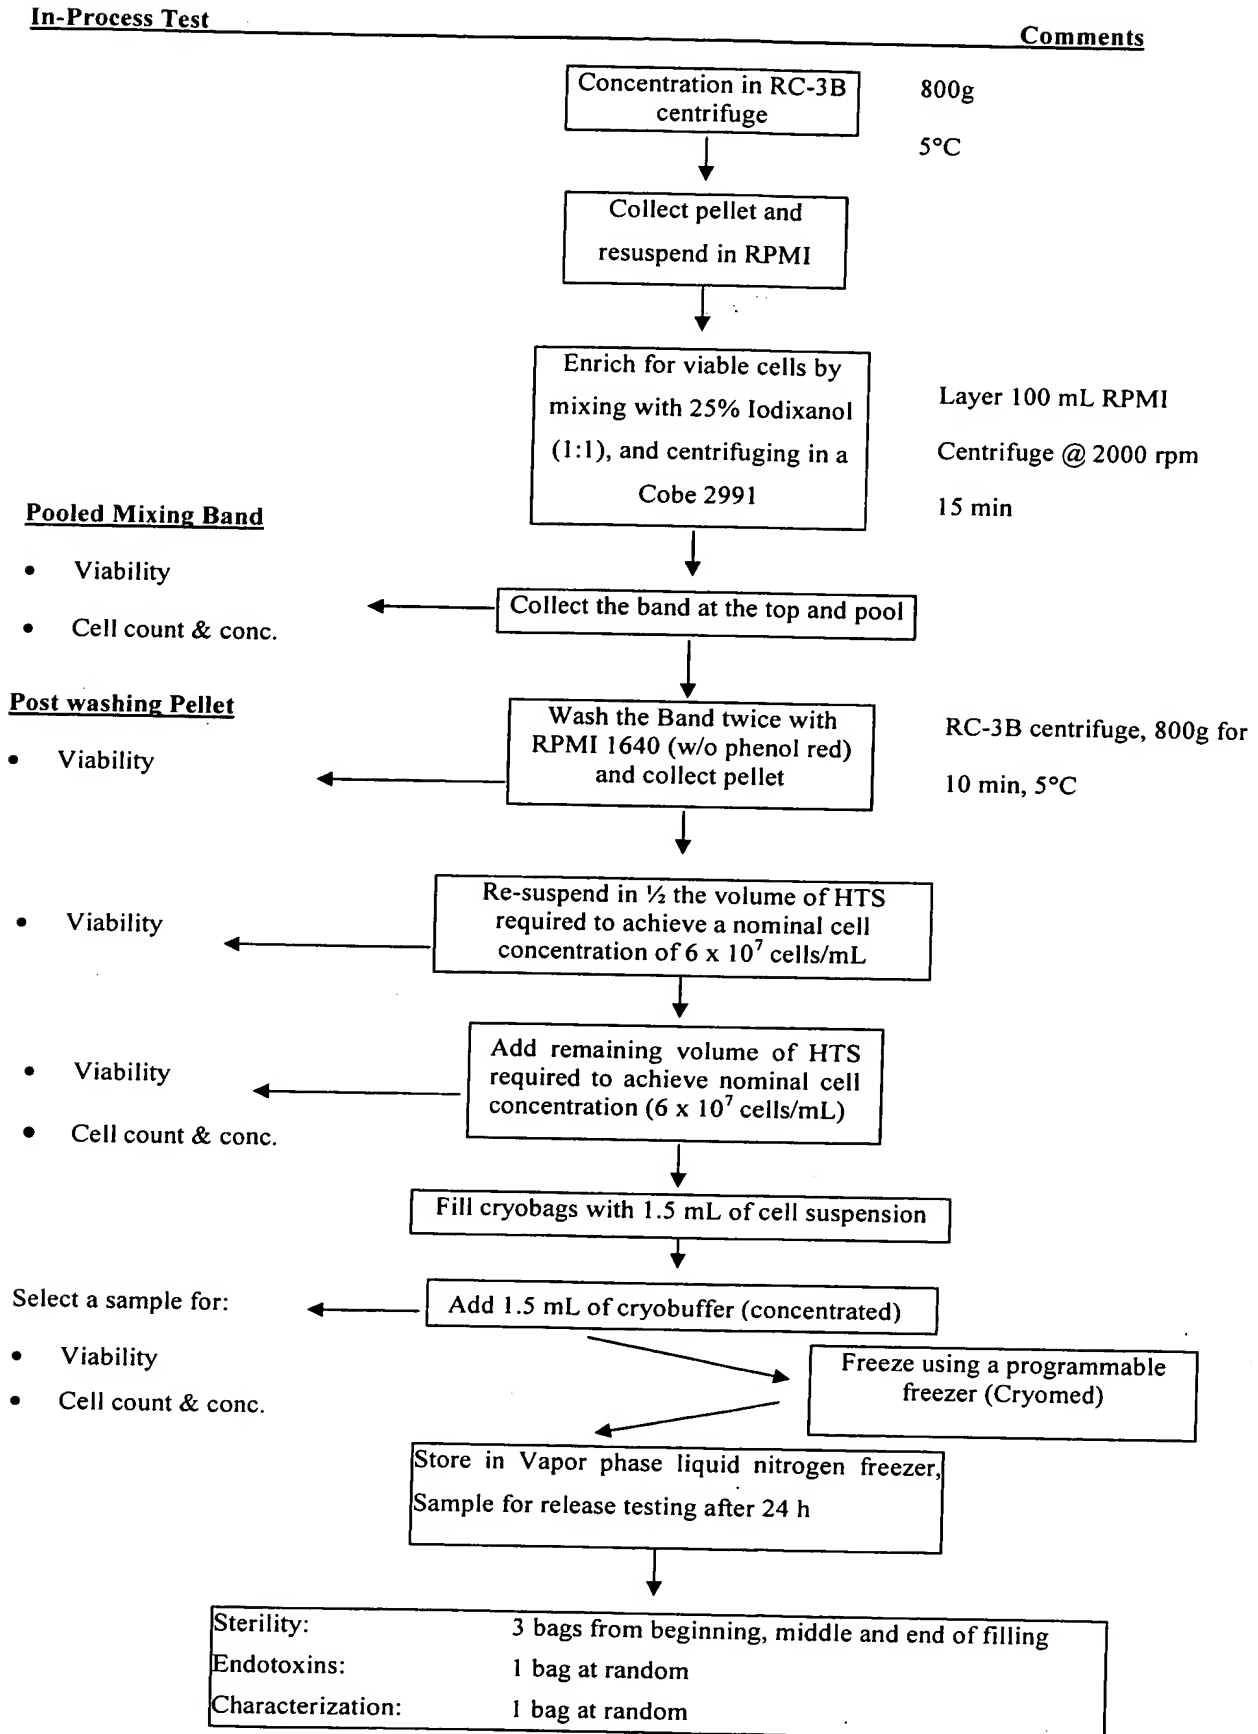 In-Process Test
Comments
Concentration in RC-3B
centrifuge
800g
5°C
Collect pellet and
resuspend in RPMI
Enrich for viable cells by
mixing with 25% Iodixanol
(1:1), and centrifuging in a
Cobe 2991
Layer 100 mL RPMI
Centrifuge @ 2000 rpm
15 min
Pooled Mixing Band
• Viability
• Cell count & conc.
Collect the band at the top and pool
Post washing Pellet
• Viability
Wash the Band twice with
RPMI 1640 (w/o phenol red)
and collect pellet
RC-3B centrifuge, 800g for
10 min, 5°C
• Viability
Re-suspend in ½ the volume of HTS
required to achieve a nominal cell
concentration of 6 x 10⁷ cells/mL
• Viability
• Cell count & conc.
Add remaining volume of HTS
required to achieve nominal cell
concentration (6 x 10⁷ cells/mL)
Fill cryobags with 1.5 mL of cell suspension
Select a sample for:
• Viability
• Cell count & conc.
Add 1.5 mL of cryobuffer (concentrated)
Freeze using a programmable
freezer (Cryomed)
Store in Vapor phase liquid nitrogen freezer,
Sample for release testing after 24 h
Sterility: 3 bags from beginning, middle and end of filling
Endotoxins: 1 bag at random
Characterization: 1 bag at random